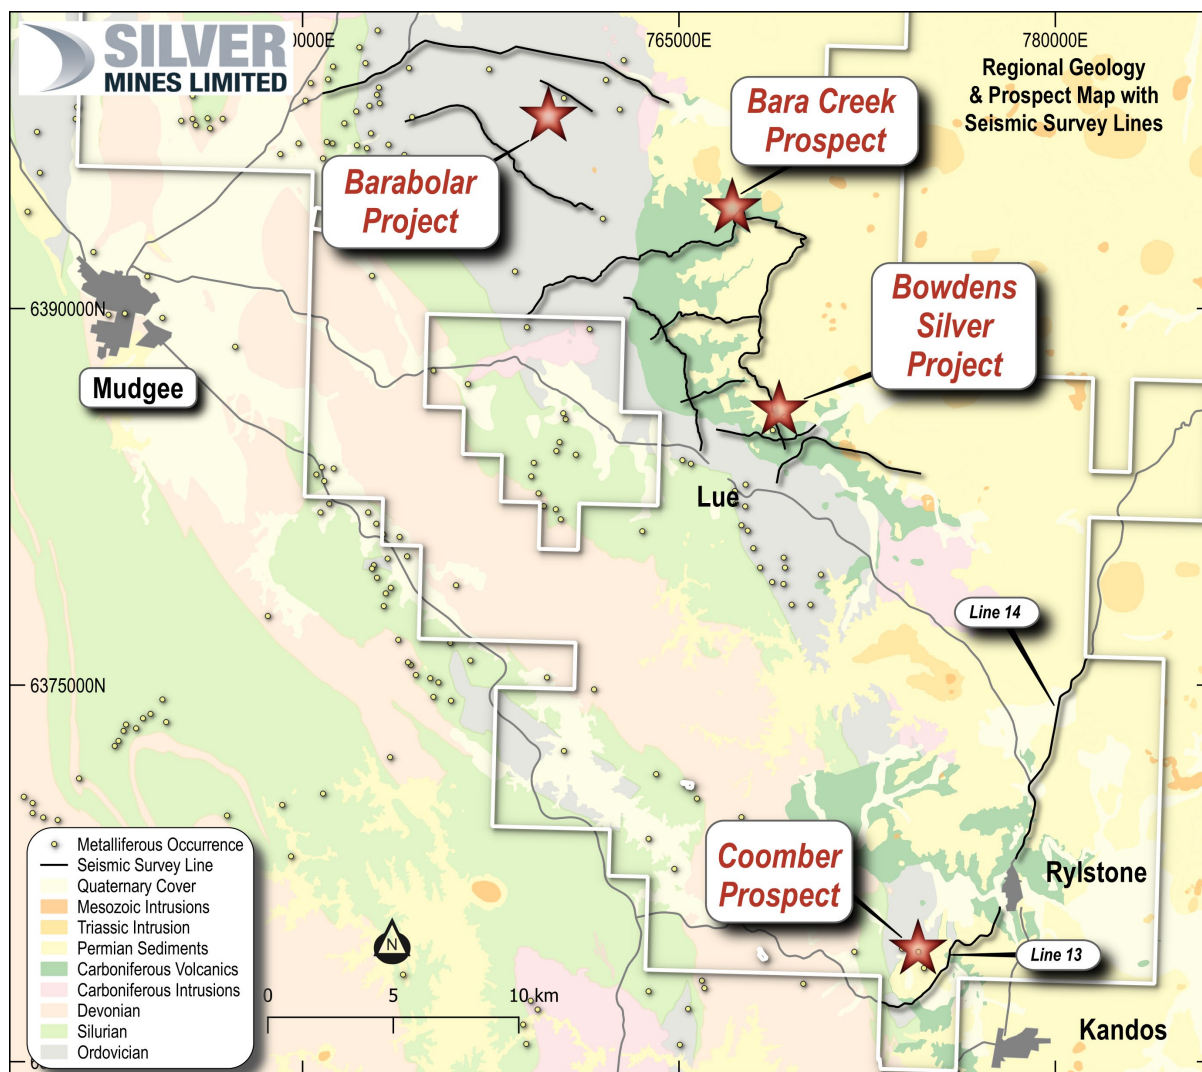 SILVER
MINES LIMITED
0000E
765000E
780000E
Regional Geology
& Prospect Map with
Seismic Survey Lines
Bara Creek
Prospect
Barabolar
Project
Bowdens
Silver
Project
6390000N
Mudgee
Lue
Line 14
6375000N
Coomber
Prospect
Rylstone
Line 13
Kandos
Metalliferous Occurrence
Seismic Survey Line
Quaternary Cover
Mesozoic Intrusions
Triassic Intrusion
Permian Sediments
Carboniferous Volcanics
Carboniferous Intrusions
Devonian
Silurian
Ordovician
N
0
5
10 km